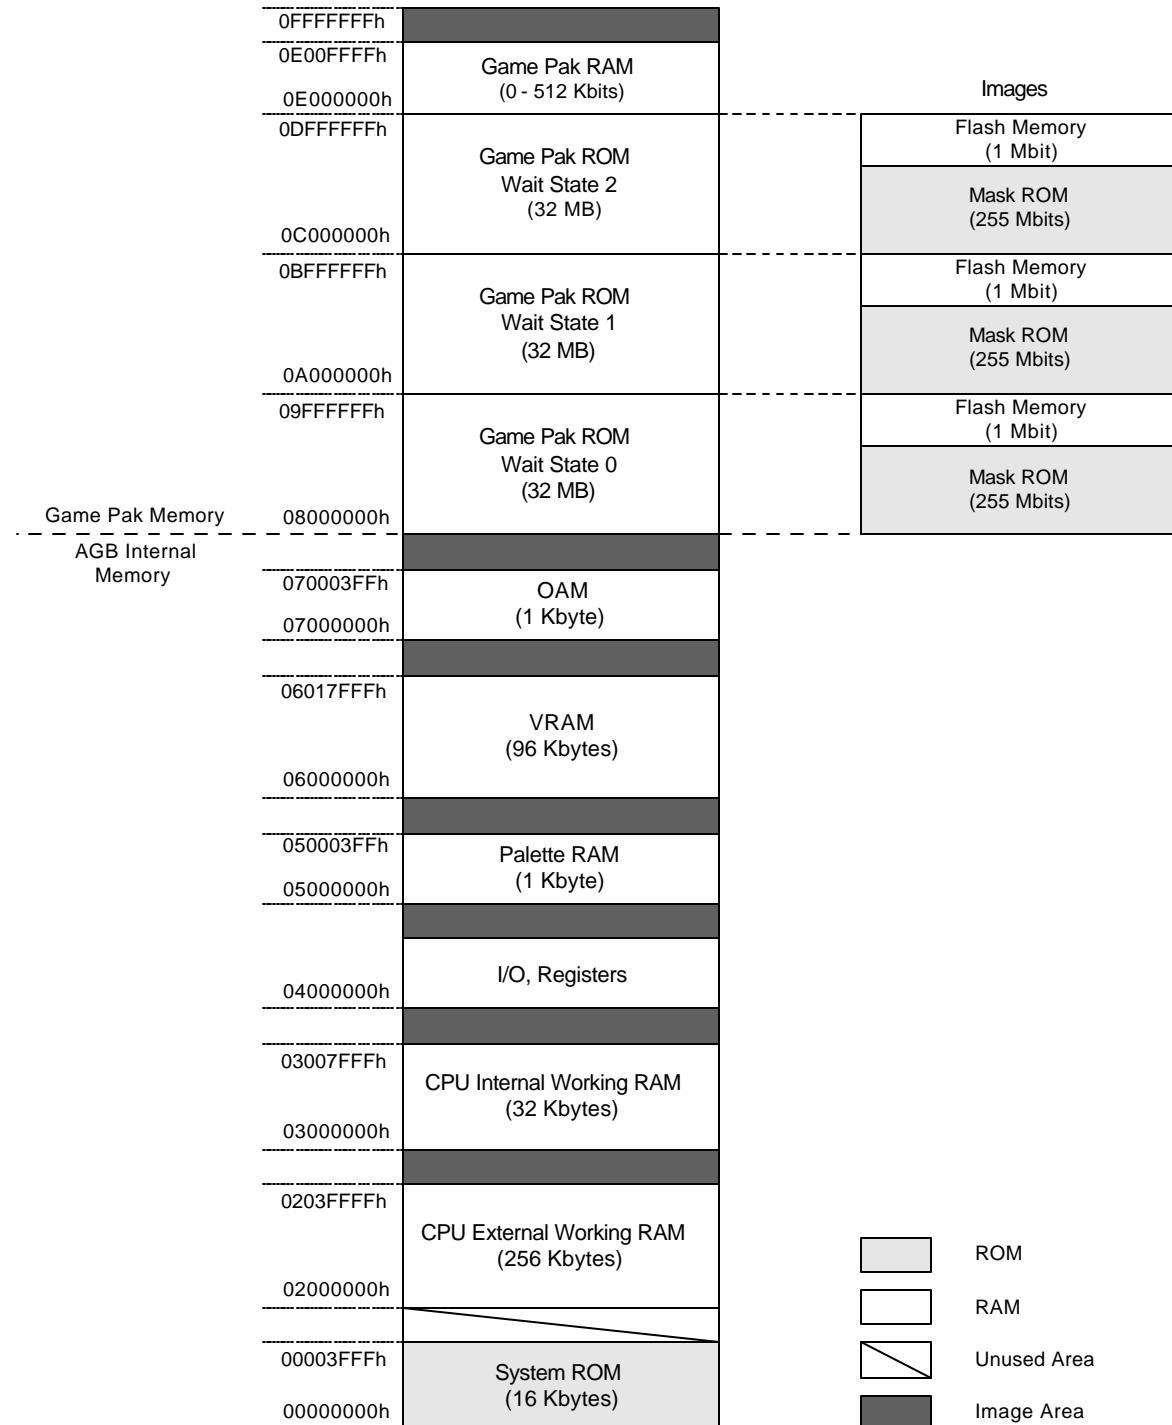 0FFFFFFFh
0E00FFFFh
Game Pak RAM
(0 - 512 Kbits)
0E000000h
Images
0DFFFFFFh
Game Pak ROM
Wait State 2
(32 MB)
0C000000h
Flash Memory
(1 Mbit)
Mask ROM
(255 Mbits)
0BFFFFFFh
Game Pak ROM
Wait State 1
(32 MB)
0A000000h
Flash Memory
(1 Mbit)
Mask ROM
(255 Mbits)
09FFFFFFh
Game Pak ROM
Wait State 0
(32 MB)
08000000h
Flash Memory
(1 Mbit)
Mask ROM
(255 Mbits)
Game Pak Memory
AGB Internal
Memory
070003FFh
OAM
(1 Kbyte)
07000000h
06017FFFh
VRAM
(96 Kbytes)
06000000h
050003FFh
Palette RAM
(1 Kbyte)
05000000h
I/O, Registers
04000000h
03007FFFh
CPU Internal Working RAM
(32 Kbytes)
03000000h
0203FFFFh
CPU External Working RAM
(256 Kbytes)
02000000h
00003FFFh
System ROM
(16 Kbytes)
00000000h
ROM
RAM
Unused Area
Image Area